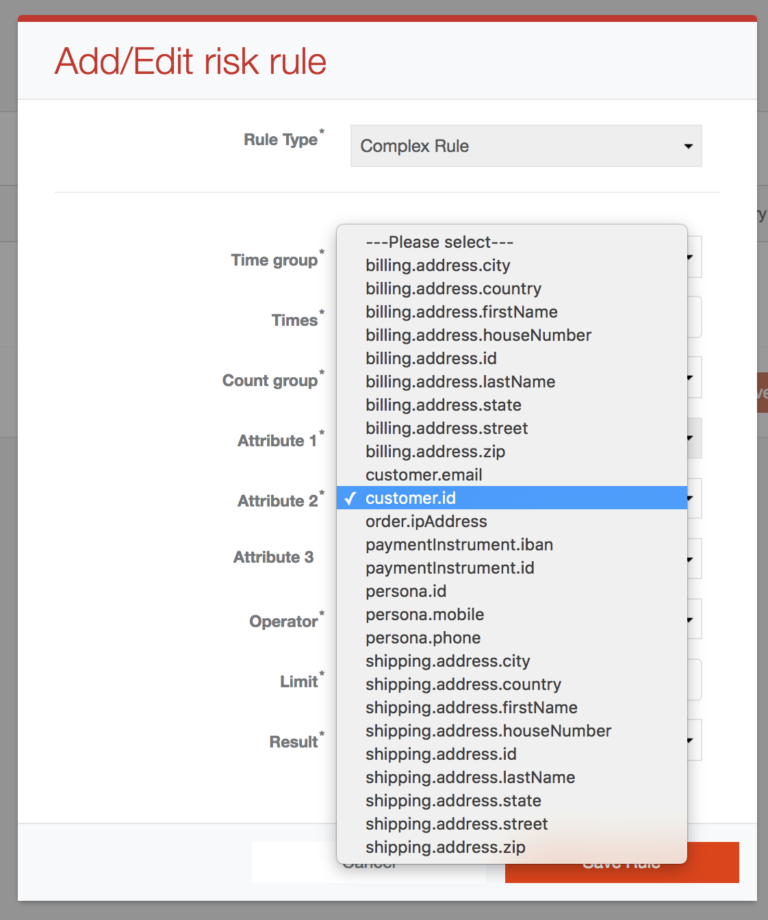 Add/Edit risk rule
Rule Type*
Complex Rule
Time group*
Times*
Count group*
Attribute 1*
Attribute 2*
Attribute 3
Operator*
Limit*
Result*
---Please select---
billing.address.city
billing.address.country
billing.address.firstName
billing.address.houseNumber
billing.address.id
billing.address.lastName
billing.address.state
billing.address.street
billing.address.zip
customer.email
✓ customer.id
order.ipAddress
paymentInstrument.iban
paymentInstrument.id
persona.id
persona.mobile
persona.phone
shipping.address.city
shipping.address.country
shipping.address.firstName
shipping.address.houseNumber
shipping.address.id
shipping.address.lastName
shipping.address.state
shipping.address.street
shipping.address.zip
Cancel
Save Rule